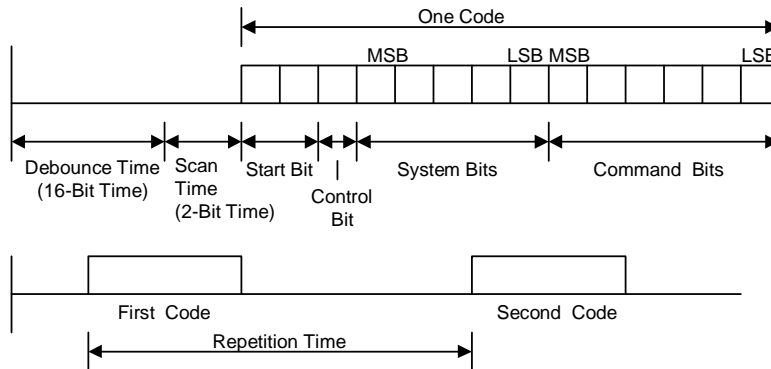 One Code
MSB LSB MSB LSB
Debounce Time
(16-Bit Time)
Scan
Time
(2-Bit Time)
Start Bit
Control
Bit
System Bits
Command Bits
First Code
Second Code
Repetition Time